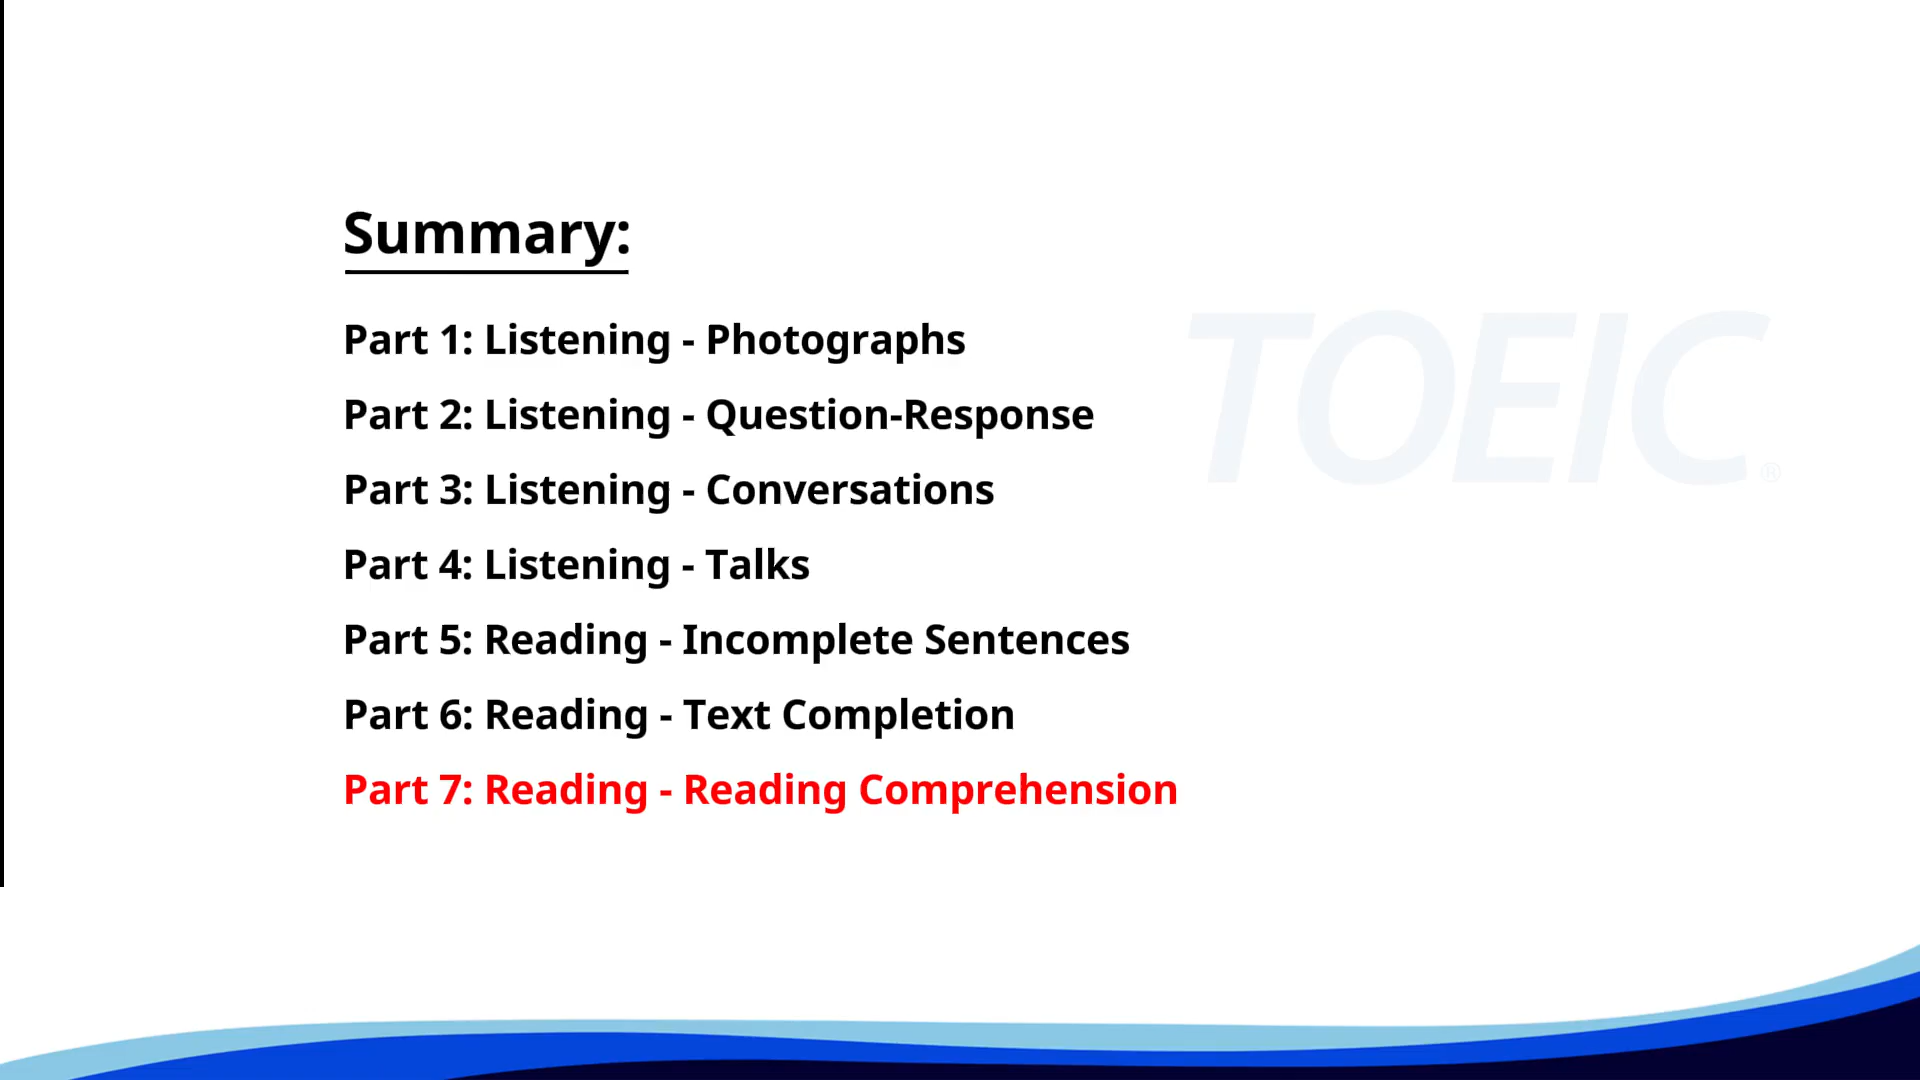 Summary:
Part 1: Listening - Photographs
Part 2: Listening - Question-Response
Part 3: Listening - Conversations
Part 4: Listening - Talks
Part 5: Reading - Incomplete Sentences
Part 6: Reading - Text Completion
Part 7: Reading - Reading Comprehension
TOEIC®